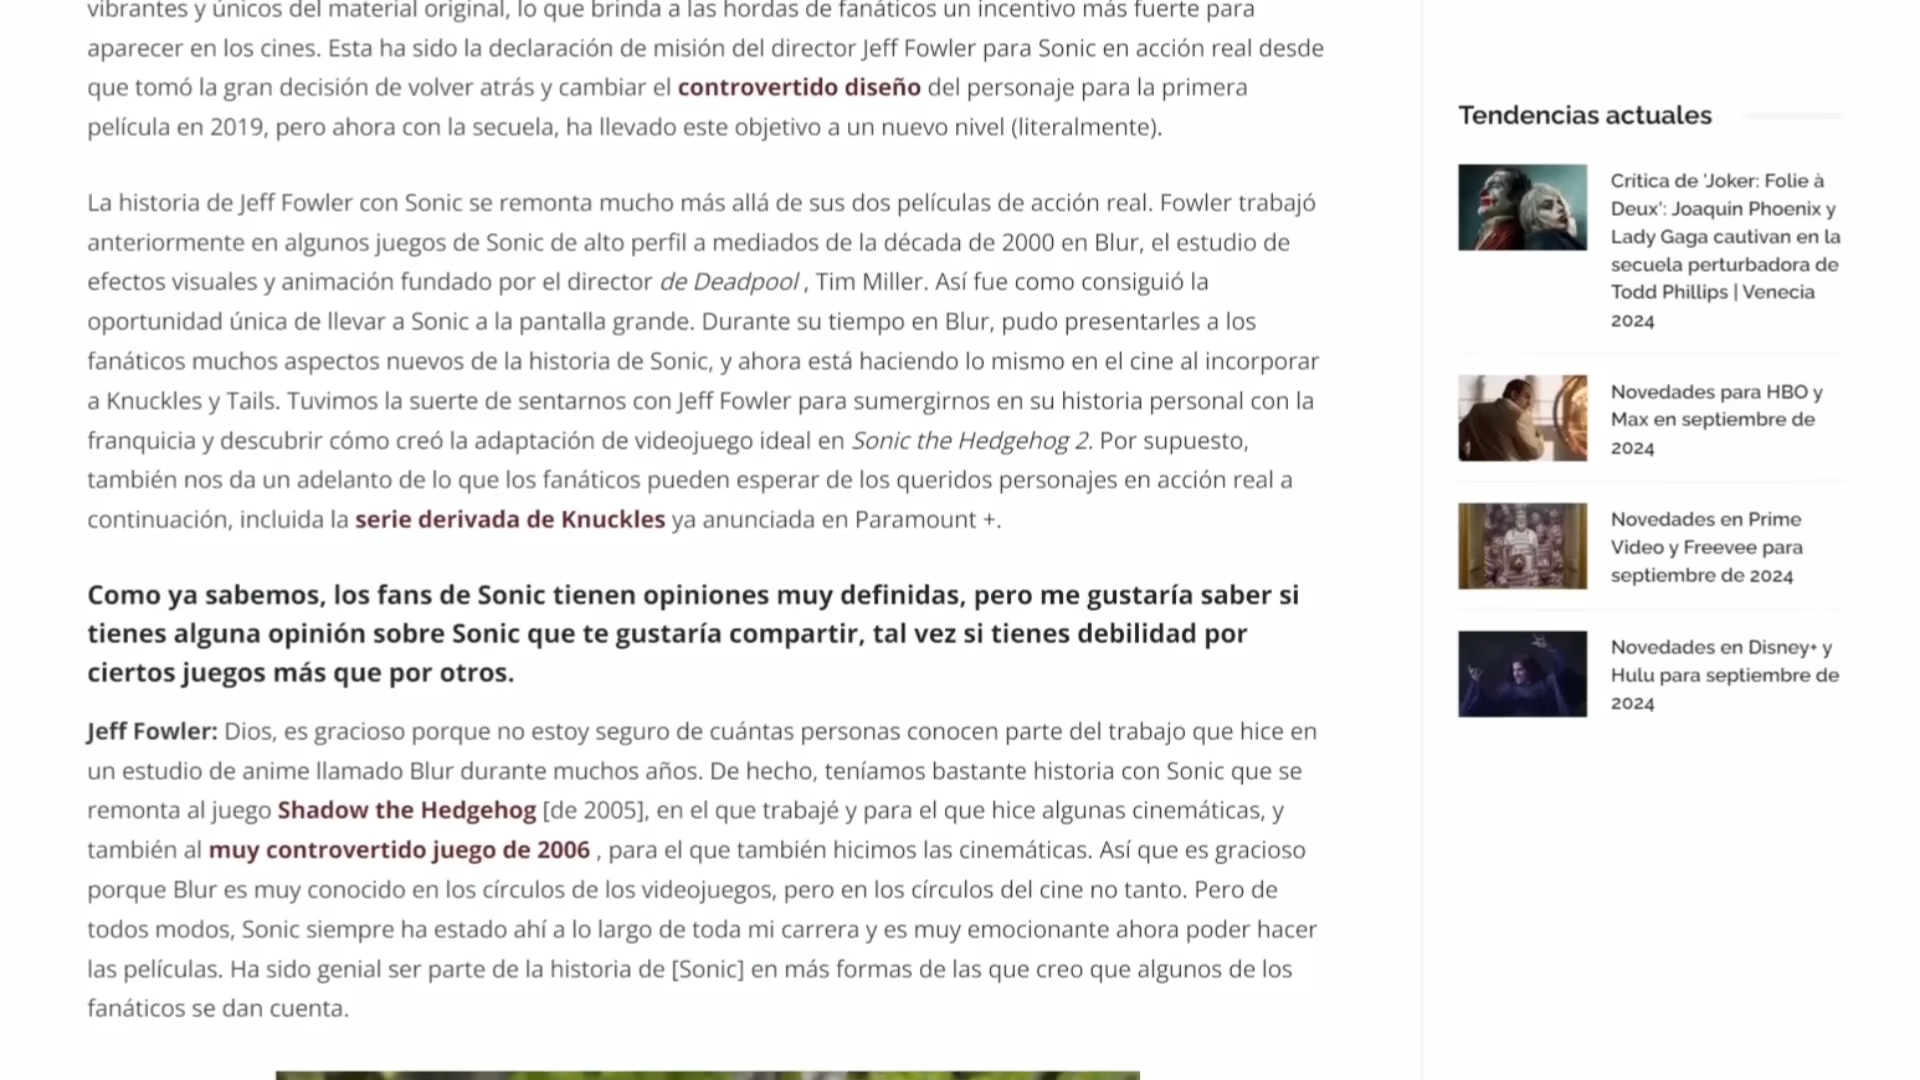 vibrantes y únicos del material original, lo que brinda a las hordas de fanáticos un incentivo más fuerte para
aparecer en los cines. Esta ha sido la declaración de misión del director Jeff Fowler para Sonic en acción real desde
que tomó la gran decisión de volver atrás y cambiar el controvertido diseño del personaje para la primera
película en 2019, pero ahora con la secuela, ha llevado este objetivo a un nuevo nivel (literalmente).
La historia de Jeff Fowler con Sonic se remonta mucho más allá de sus dos películas de acción real. Fowler trabajó
anteriormente en algunos juegos de Sonic de alto perfil a mediados de la década de 2000 en Blur, el estudio de
efectos visuales y animación fundado por el director de Deadpool , Tim Miller. Así fue como consiguió la
oportunidad única de llevar a Sonic a la pantalla grande. Durante su tiempo en Blur, pudo presentarles a los
fanáticos muchos aspectos nuevos de la historia de Sonic, y ahora está haciendo lo mismo en el cine al incorporar
a Knuckles y Tails. Tuvimos la suerte de sentarnos con Jeff Fowler para sumergirnos en su historia personal con la
franquicia y descubrir cómo creó la adaptación de videojuego ideal en Sonic the Hedgehog 2. Por supuesto,
también nos da un adelanto de lo que los fanáticos pueden esperar de los queridos personajes en acción real a
continuación, incluida la serie derivada de Knuckles ya anunciada en Paramount +.
Como ya sabemos, los fans de Sonic tienen opiniones muy definidas, pero me gustaría saber si
tienes alguna opinión sobre Sonic que te gustaría compartir, tal vez si tienes debilidad por
ciertos juegos más que por otros.
Jeff Fowler: Dios, es gracioso porque no estoy seguro de cuántas personas conocen parte del trabajo que hice en
un estudio de anime llamado Blur durante muchos años. De hecho, teníamos bastante historia con Sonic que se
remonta al juego Shadow the Hedgehog [de 2005], en el que trabajé y para el que hice algunas cinemáticas, y
también al muy controvertido juego de 2006 , para el que también hicimos las cinemáticas. Así que es gracioso
porque Blur es muy conocido en los círculos de los videojuegos, pero en los círculos del cine no tanto. Pero de
todos modos, Sonic siempre ha estado ahí a lo largo de toda mi carrera y es muy emocionante ahora poder hacer
las películas. Ha sido genial ser parte de la historia de [Sonic] en más formas de las que creo que algunos de los
fanáticos se dan cuenta.
Tendencias actuales
Crítica de 'Joker: Folie à
Deux': Joaquin Phoenix y
Lady Gaga cautivan en la
secuela perturbadora de
Todd Phillips | Venecia
2024
Novedades para HBO y
Max en septiembre de
2024
Novedades en Prime
Video y Freevee para
septiembre de 2024
Novedades en Disney+ y
Hulu para septiembre de
2024